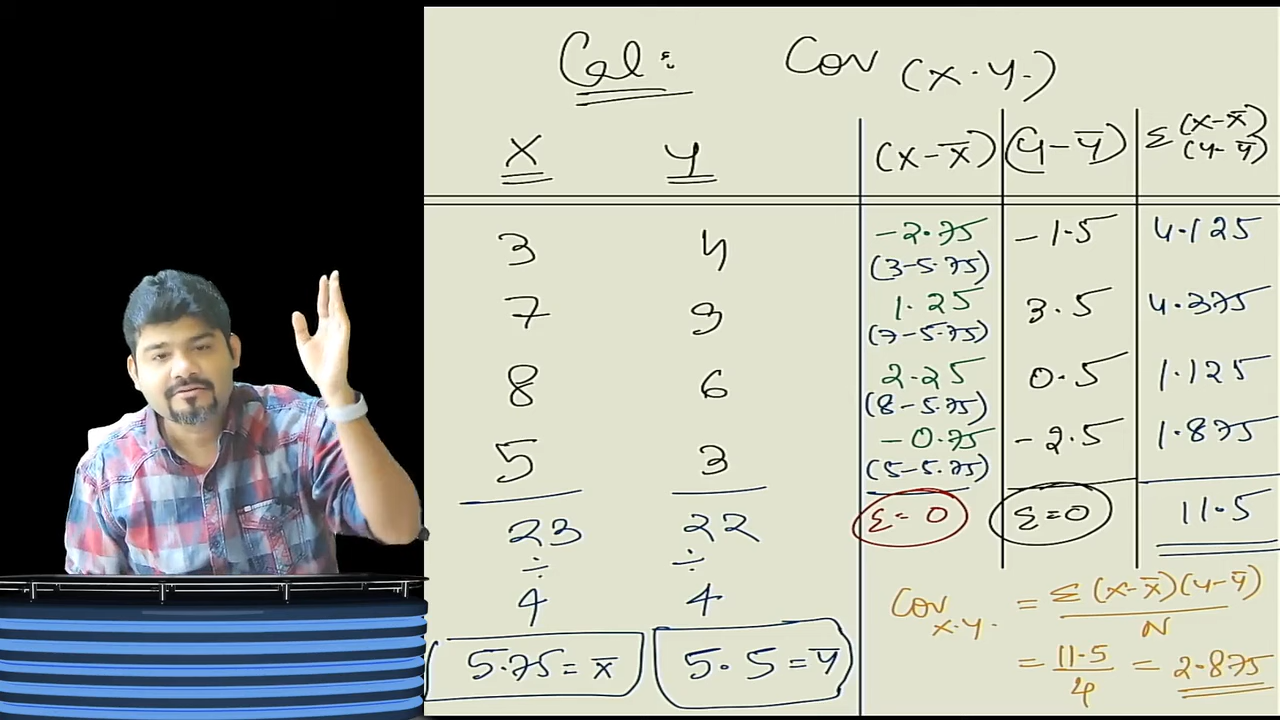 Cal: Cov (x.y.)
X y (x-x̄) (y-ȳ) Σ (x-x̄) (y-ȳ)
3 4 -2.75 -1.5 4.125
(3-5.75)
7 9 1.25 3.5 4.375
(7-5.75)
8 6 2.25 0.5 1.125
(8-5.75)
5 3 -0.75 -2.5 1.875
(5-5.75)
23 22 Σ=0 Σ=0 11.5
÷ ÷
4 4
5.75=x̄ 5.5=ȳ
Cov x.y. = Σ(x-x̄)(y-ȳ) / N
= 11.5 / 4 = 2.875